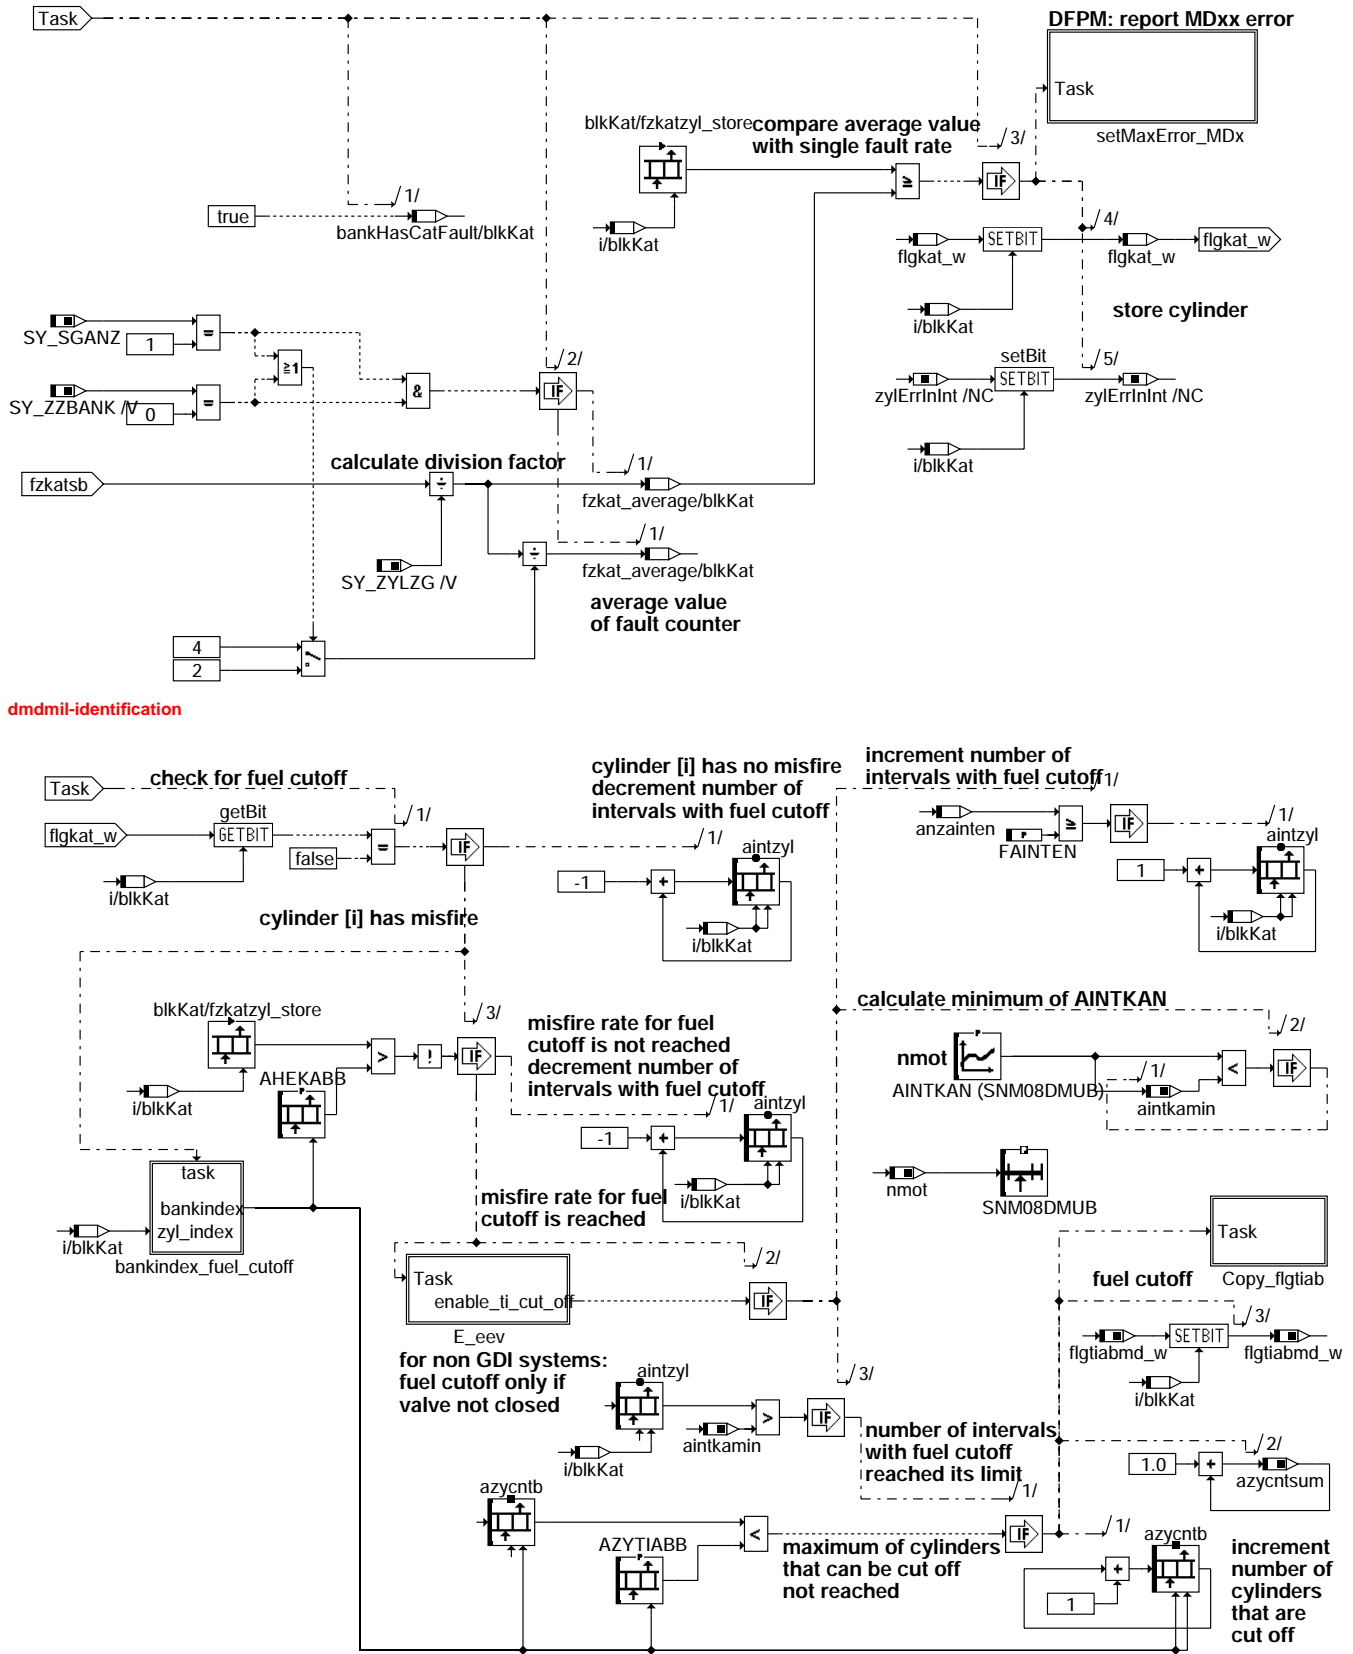 Task
DFPM: report MDxx error
Task
setMaxError_MDx
blkKat/fzkatzyl_store
compare average value
with single fault rate
3/
IF
≥
1/
true
bankHasCatFault/blkKat
i/blkKat
4/
flgkat_w
SETBIT
flgkat_w
flgkat_w
i/blkKat
store cylinder
SY_SGANZ
1
=
≥1
setBit
5/
2/
SY_ZZBANK /V
0
=
&
IF
zylErrInInt /NC
SETBIT
zylErrInInt /NC
i/blkKat
calculate division factor
1/
fzkatsb
÷
fzkat_average/blkKat
1/
SY_ZYLZG /V
÷
fzkat_average/blkKat
average value
of fault counter
4
2
dmdmil-identification
Task
check for fuel cutoff
1/
cylinder [i] has no misfire
decrement number of
intervals with fuel cutoff
increment number of
intervals with fuel cutoff
1/
flgkat_w
getBit
GETBIT
false
=
IF
i/blkKat
1/
aintzyl
-1
+
i/blkKat
anzainten
P
FAINTEN
≥
IF
1/
aintzyl
1
+
i/blkKat
cylinder [i] has misfire
blkKat/fzkatzyl_store
3/
>
!
IF
i/blkKat
AHEKABB
P
misfire rate for fuel
cutoff is not reached
decrement number of
intervals with fuel cutoff
1/
aintzyl
-1
+
i/blkKat
calculate minimum of AINTKAN
2/
nmot
P
AINTKAN (SNM08DMUB)
1/
aintkamin
<
IF
nmot
P
SNM08DMUB
task
bankindex
zyl_index
i/blkKat
bankindex_fuel_cutoff
misfire rate for fuel
cutoff is reached
2/
Task
enable_ti_cut_off
E_eev
IF
Task
Copy_flgtiab
fuel cutoff
3/
flgtiabmd_w
SETBIT
flgtiabmd_w
i/blkKat
for non GDI systems:
fuel cutoff only if
valve not closed
aintzyl
3/
aintkamin
>
IF
i/blkKat
number of intervals
with fuel cutoff
reached its limit
1/
2/
1.0
+
azycntsum
azycntb
AZYTIABB
P
<
maximum of cylinders
that can be cut off
not reached
IF
1/
azycntb
+
1
increment
number of
cylinders
that are
cut off